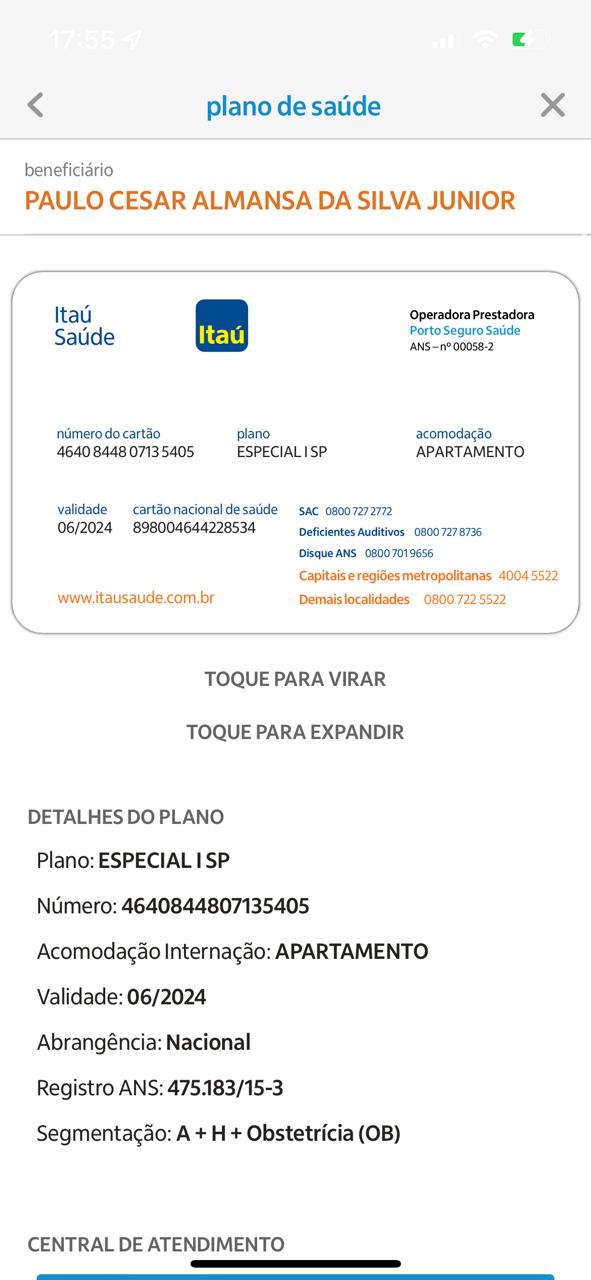 17:55
plano de saúde
beneficiário
PAULO CESAR ALMANSA DA SILVA JUNIOR
Itaú
Saúde
Itaú
Operadora Prestadora
Porto Seguro Saúde
ANS – nº 00058-2
número do cartão plano acomodação
4640 8448 0713 5405 ESPECIAL I SP APARTAMENTO
validade cartão nacional de saúde
06/2024 898004644228534
SAC 0800 727 2772
Deficientes Auditivos 0800 727 8736
Disque ANS 0800 701 9656
Capitais e regiões metropolitanas 4004 5522
Demais localidades 0800 722 5522
www.itausaude.com.br
TOQUE PARA VIRAR
TOQUE PARA EXPANDIR
DETALHES DO PLANO
Plano: ESPECIAL I SP
Número: 4640844807135405
Acomodação Internação: APARTAMENTO
Validade: 06/2024
Abrangência: Nacional
Registro ANS: 475.183/15-3
Segmentação: A + H + Obstetrícia (OB)
CENTRAL DE ATENDIMENTO